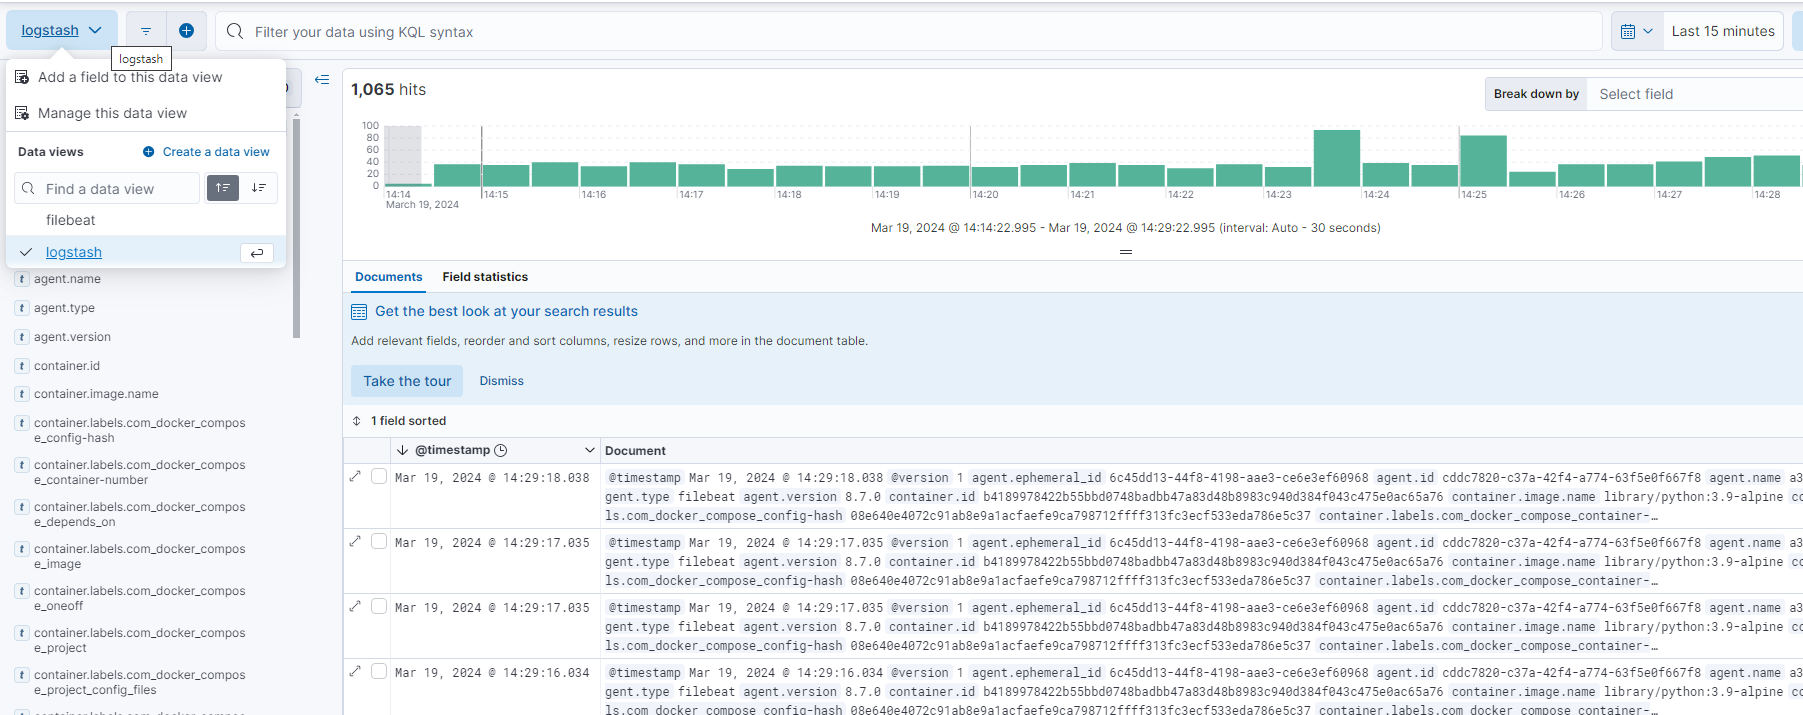 logstash
Filter your data using KQL syntax
Last 15 minutes
logstash
Add a field to this data view
Manage this data view
Data views
Create a data view
Find a data view
filebeat
logstash
agent.name
agent.type
agent.version
container.id
container.image.name
container.labels.com_docker_compos
e_config-hash
container.labels.com_docker_compos
e_container-number
container.labels.com_docker_compos
e_depends_on
container.labels.com_docker_compos
e_image
container.labels.com_docker_compos
e_oneoff
container.labels.com_docker_compos
e_project
container.labels.com_docker_compos
e_project_config_files
1,065 hits
Break down by Select field
100
80
60
40
20
0
14:14 14:15 14:16 14:17 14:18 14:19 14:20 14:21 14:22 14:23 14:24 14:25 14:26 14:27 14:28
March 19, 2024
Mar 19, 2024 @ 14:14:22.995 - Mar 19, 2024 @ 14:29:22.995 (interval: Auto - 30 seconds)
Documents Field statistics
Get the best look at your search results
Add relevant fields, reorder and sort columns, resize rows, and more in the document table.
Take the tour Dismiss
1 field sorted
@timestamp Document
Mar 19, 2024 @ 14:29:18.038 @timestamp Mar 19, 2024 @ 14:29:18.038 @version 1 agent.ephemeral_id 6c45dd13-44f8-4198-aae3-ce6e3ef60968 agent.id cddc7820-c37a-42f4-a774-63f5e0f667f8 agent.name a3
gent.type filebeat agent.version 8.7.0 container.id b4189978422b55bbd0748badbb47a83d48b8983c940d384f043c475e0ac65a76 container.image.name library/python:3.9-alpine co
ls.com_docker_compose_config-hash 08e640e4072c91ab8e9a1acfaefe9ca798712ffff313fc3ecf533eda786e5c37 container.labels.com_docker_compose_container-…
Mar 19, 2024 @ 14:29:17.035 @timestamp Mar 19, 2024 @ 14:29:17.035 @version 1 agent.ephemeral_id 6c45dd13-44f8-4198-aae3-ce6e3ef60968 agent.id cddc7820-c37a-42f4-a774-63f5e0f667f8 agent.name a3
gent.type filebeat agent.version 8.7.0 container.id b4189978422b55bbd0748badbb47a83d48b8983c940d384f043c475e0ac65a76 container.image.name library/python:3.9-alpine co
ls.com_docker_compose_config-hash 08e640e4072c91ab8e9a1acfaefe9ca798712ffff313fc3ecf533eda786e5c37 container.labels.com_docker_compose_container-…
Mar 19, 2024 @ 14:29:17.035 @timestamp Mar 19, 2024 @ 14:29:17.035 @version 1 agent.ephemeral_id 6c45dd13-44f8-4198-aae3-ce6e3ef60968 agent.id cddc7820-c37a-42f4-a774-63f5e0f667f8 agent.name a3
gent.type filebeat agent.version 8.7.0 container.id b4189978422b55bbd0748badbb47a83d48b8983c940d384f043c475e0ac65a76 container.image.name library/python:3.9-alpine co
ls.com_docker_compose_config-hash 08e640e4072c91ab8e9a1acfaefe9ca798712ffff313fc3ecf533eda786e5c37 container.labels.com_docker_compose_container-…
Mar 19, 2024 @ 14:29:16.034 @timestamp Mar 19, 2024 @ 14:29:16.034 @version 1 agent.ephemeral_id 6c45dd13-44f8-4198-aae3-ce6e3ef60968 agent.id cddc7820-c37a-42f4-a774-63f5e0f667f8 agent.name a3
gent.type filebeat agent.version 8.7.0 container.id b4189978422b55bbd0748badbb47a83d48b8983c940d384f043c475e0ac65a76 container.image.name library/python:3.9-alpine co